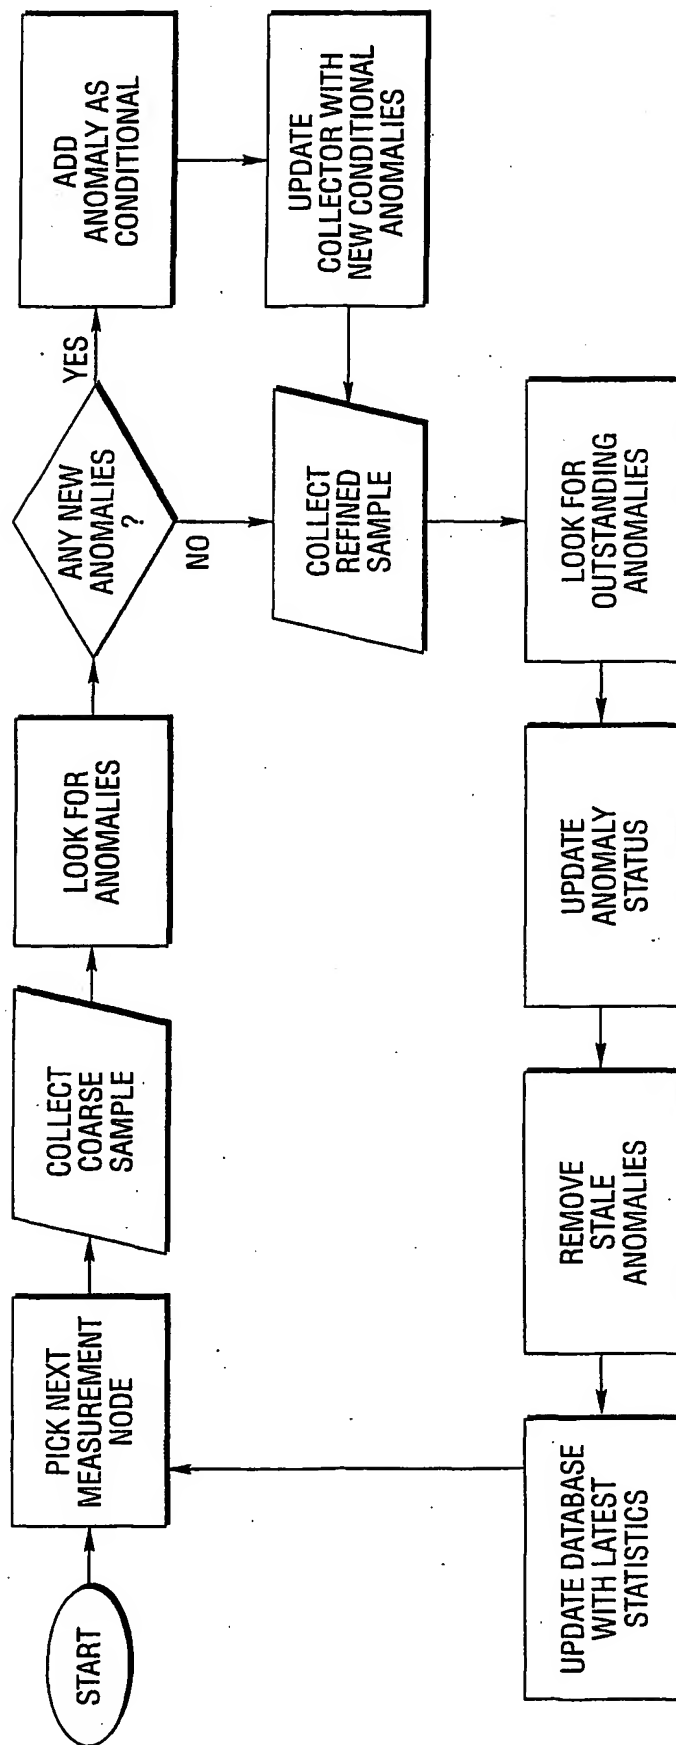 START
PICK NEXT
MEASUREMENT
NODE
COLLECT
COARSE
SAMPLE
LOOK FOR
ANOMALIES
ANY NEW
ANOMALIES
?
YES
NO
ADD
ANOMALY AS
CONDITIONAL
UPDATE
COLLECTOR WITH
NEW CONDITIONAL
ANOMALIES
COLLECT
REFINED
SAMPLE
LOOK FOR
OUTSTANDING
ANOMALIES
UPDATE
ANOMALY
STATUS
REMOVE
STALE
ANOMALIES
UPDATE DATABASE
WITH LATEST
STATISTICS